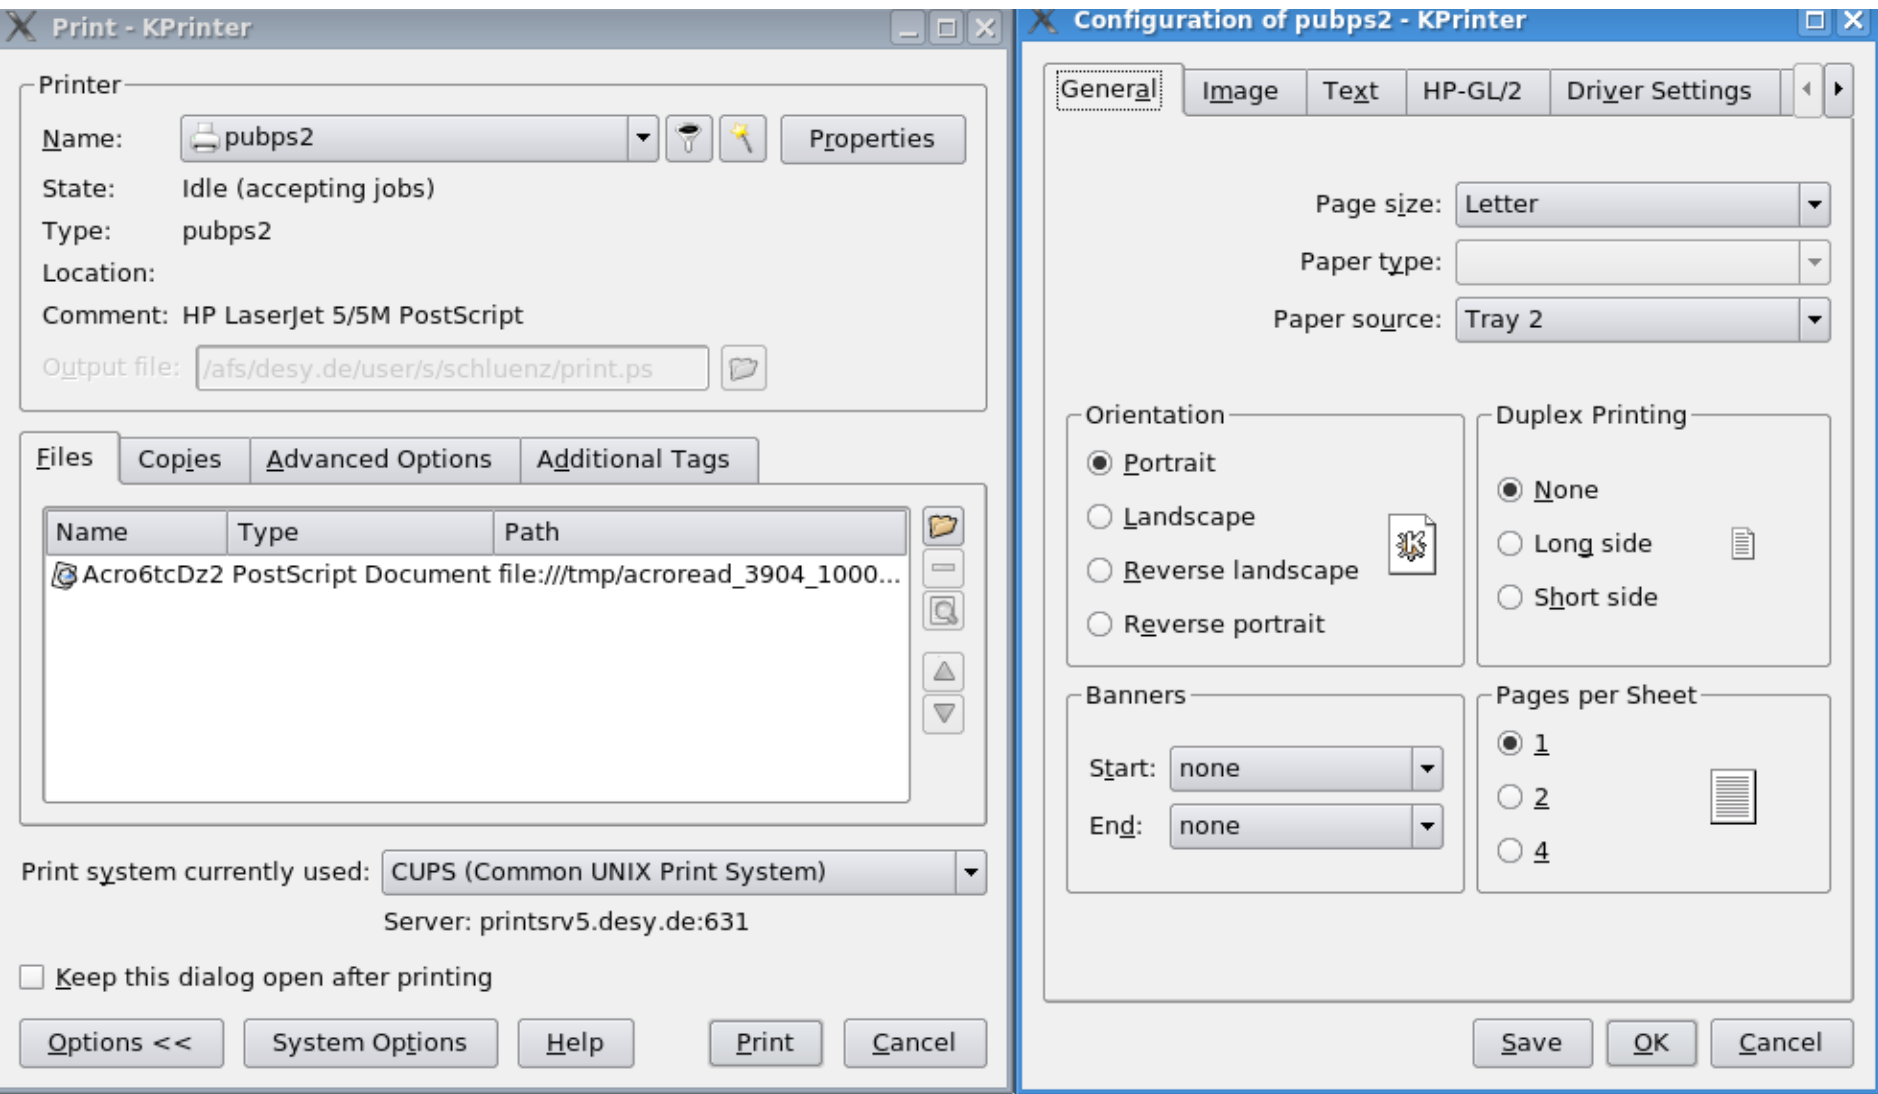 Print - KPrinter
Printer
Name: pubps2 Properties
State: Idle (accepting jobs)
Type: pubps2
Location:
Comment: HP LaserJet 5/5M PostScript
Output file: /afs/desy.de/user/s/schluenz/print.ps
Files Copies Advanced Options Additional Tags
Name Type Path
Acro6tcDz2 PostScript Document file:///tmp/acroread_3904_1000...
Print system currently used: CUPS (Common UNIX Print System)
Server: printsrv5.desy.de:631
Keep this dialog open after printing
Options << System Options Help Print Cancel
Configuration of pubps2 - KPrinter
General Image Text HP-GL/2 Driver Settings
Page size: Letter
Paper type:
Paper source: Tray 2
Orientation
Portrait
Landscape
Reverse landscape
Reverse portrait
Duplex Printing
None
Long side
Short side
Banners
Start: none
End: none
Pages per Sheet
1
2
4
Save OK Cancel